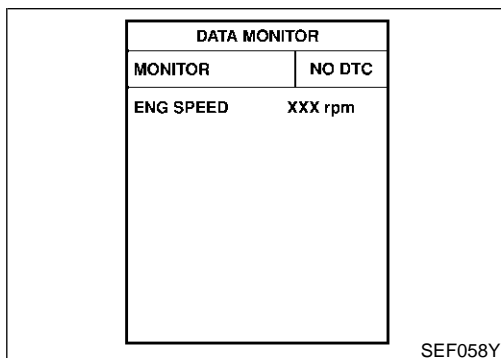 DATA MONITOR
MONITOR NO DTC
ENG SPEED XXX rpm
SEF058Y